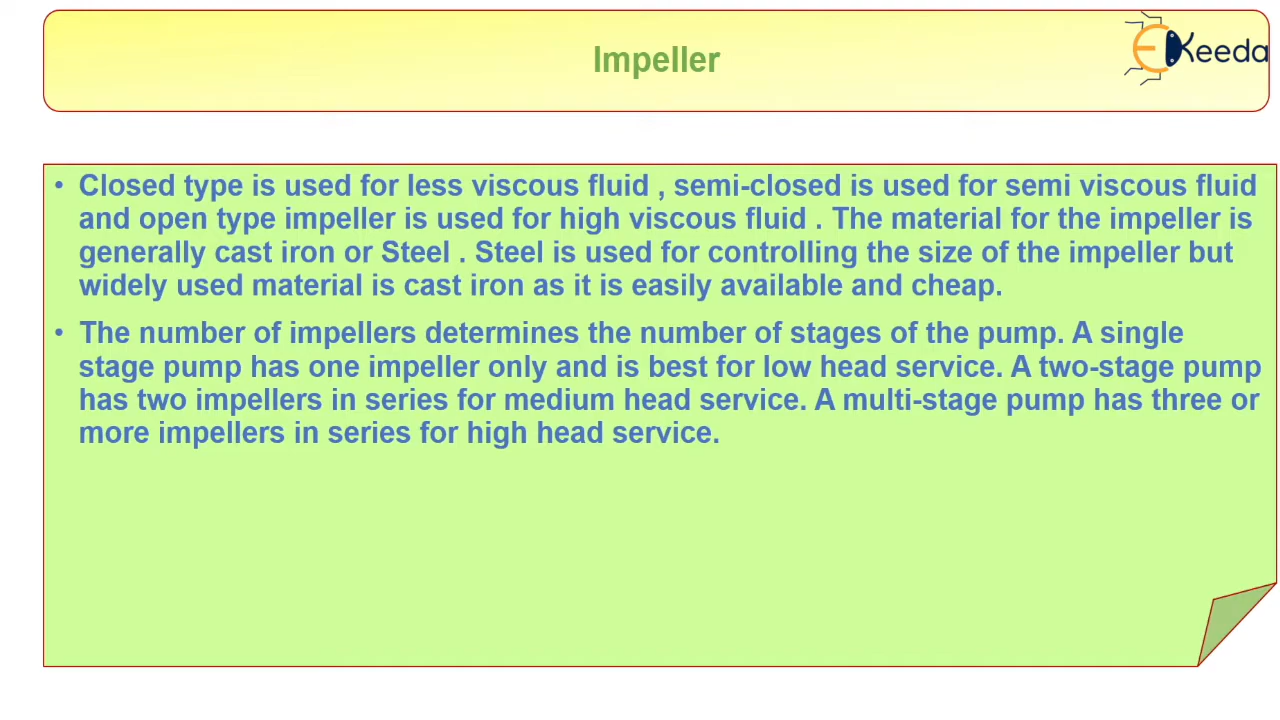 Impeller
EKeeda
• Closed type is used for less viscous fluid , semi-closed is used for semi viscous fluid
and open type impeller is used for high viscous fluid . The material for the impeller is
generally cast iron or Steel . Steel is used for controlling the size of the impeller but
widely used material is cast iron as it is easily available and cheap.
• The number of impellers determines the number of stages of the pump. A single
stage pump has one impeller only and is best for low head service. A two-stage pump
has two impellers in series for medium head service. A multi-stage pump has three or
more impellers in series for high head service.